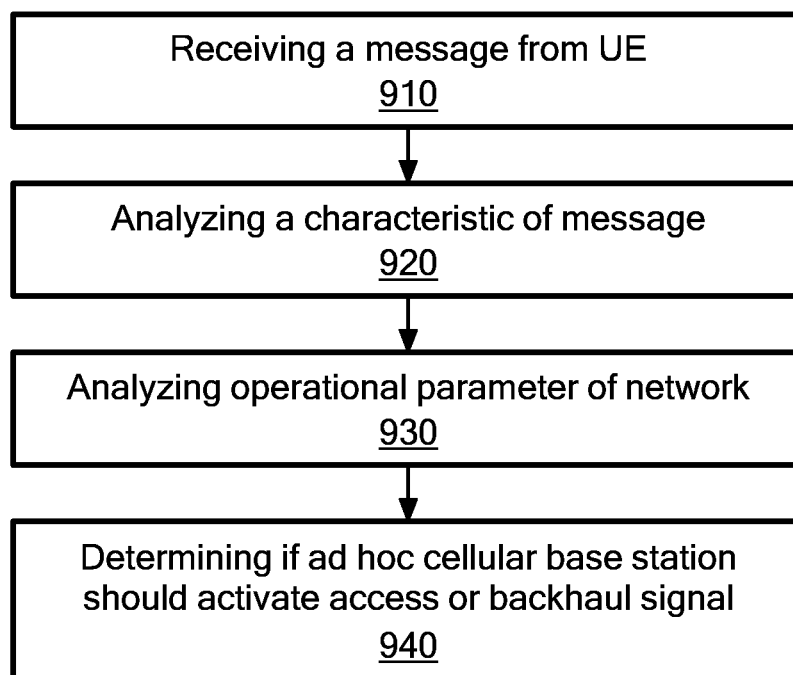 Receiving a message from UE
910
Analyzing a characteristic of message
920
Analyzing operational parameter of network
930
Determining if ad hoc cellular base station
should activate access or backhaul signal
940